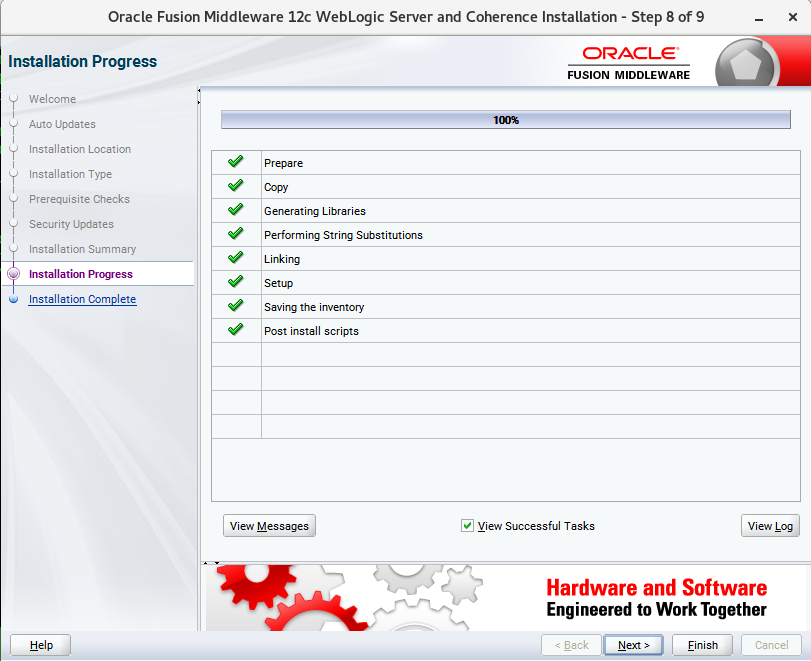 Oracle Fusion Middleware 12c WebLogic Server and Coherence Installation - Step 8 of 9
Installation Progress
ORACLE
FUSION MIDDLEWARE
Welcome
Auto Updates
Installation Location
Installation Type
Prerequisite Checks
Security Updates
Installation Summary
Installation Progress
Installation Complete
100%
Prepare
Copy
Generating Libraries
Performing String Substitutions
Linking
Setup
Saving the inventory
Post install scripts
View Messages
View Successful Tasks
View Log
Hardware and Software
Engineered to Work Together
Help
< Back
Next >
Finish
Cancel